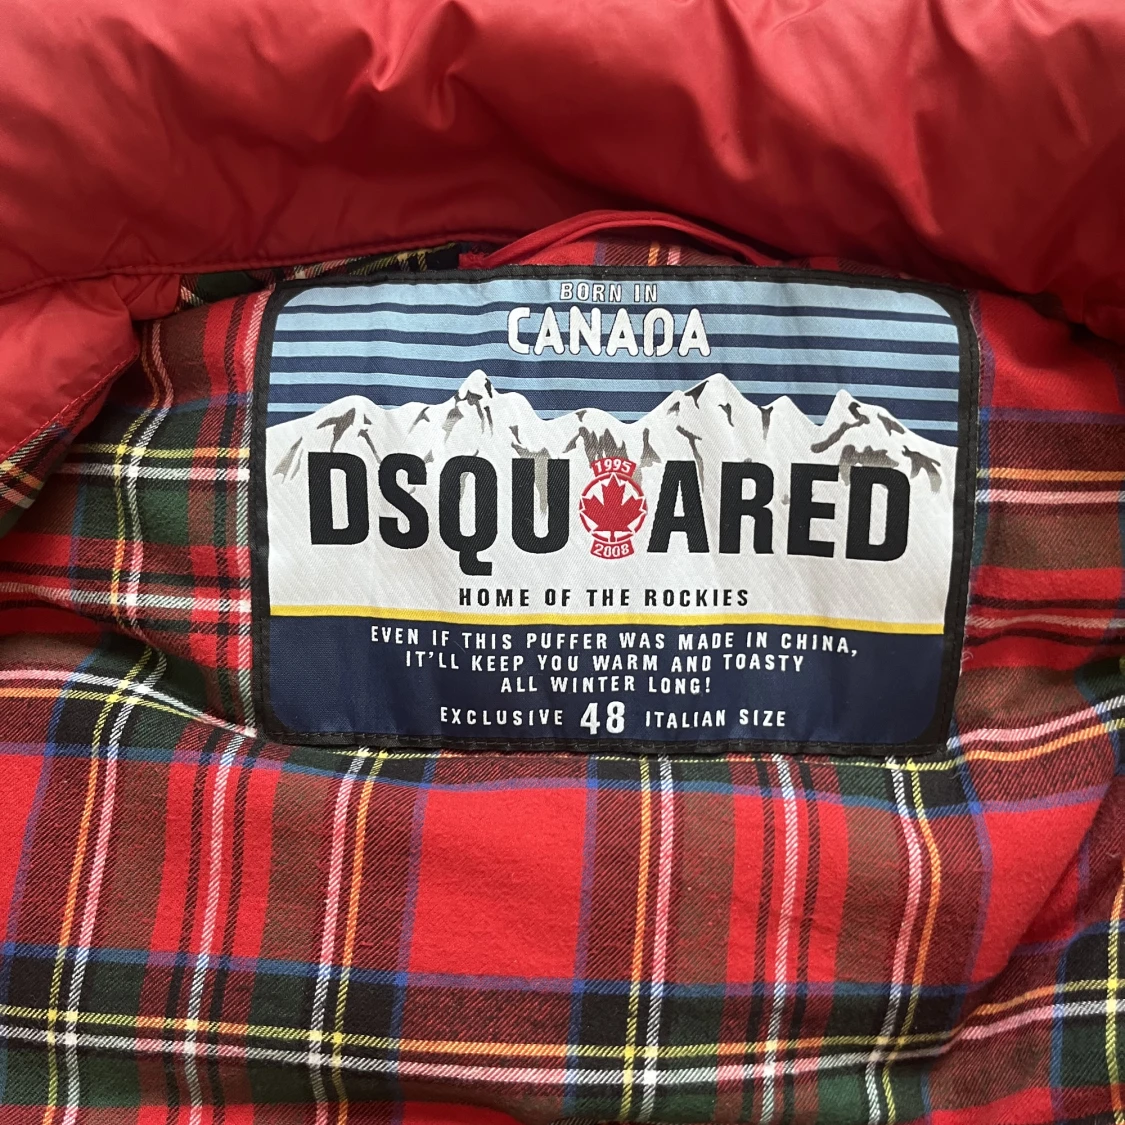 BORN IN
CANADA
DSQUARED
1995
2008
HOME OF THE ROCKIES
EVEN IF THIS PUFFER WAS MADE IN CHINA,
IT'LL KEEP YOU WARM AND TOASTY
ALL WINTER LONG!
EXCLUSIVE 48 ITALIAN SIZE